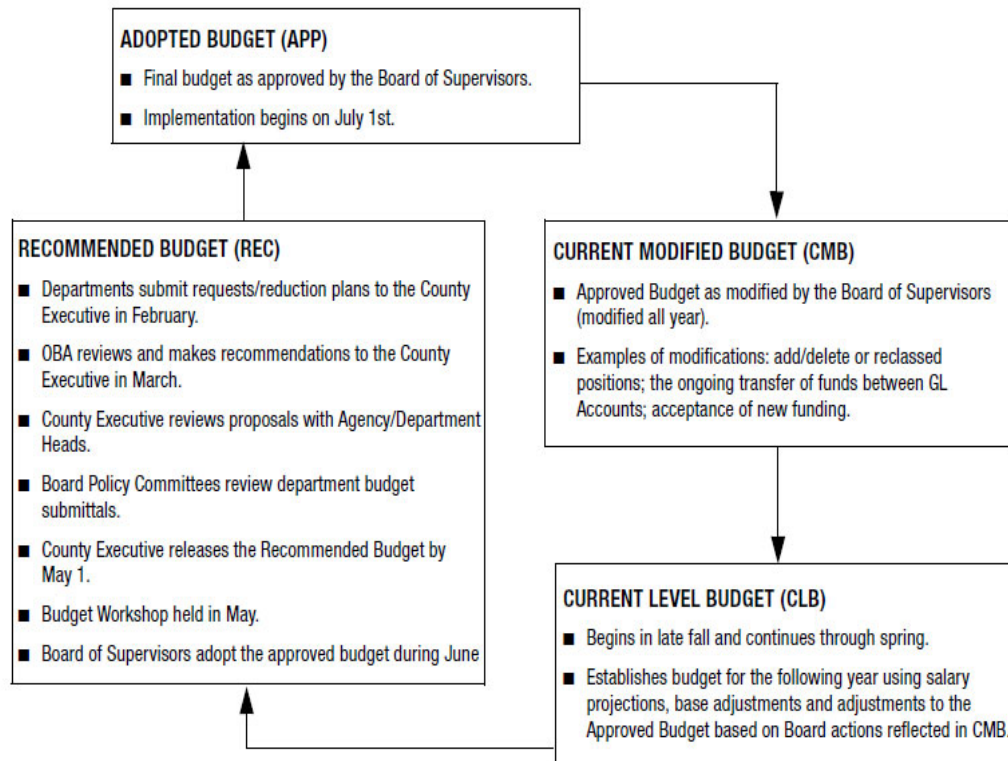 ADOPTED BUDGET (APP)
■ Final budget as approved by the Board of Supervisors.
■ Implementation begins on July 1st.
RECOMMENDED BUDGET (REC)
■ Departments submit requests/reduction plans to the County
Executive in February.
■ OBA reviews and makes recommendations to the County
Executive in March.
■ County Executive reviews proposals with Agency/Department
Heads.
■ Board Policy Committees review department budget
submittals.
■ County Executive releases the Recommended Budget by
May 1.
■ Budget Workshop held in May.
■ Board of Supervisors adopt the approved budget during June
CURRENT MODIFIED BUDGET (CMB)
■ Approved Budget as modified by the Board of Supervisors
(modified all year).
■ Examples of modifications: add/delete or reclassed
positions; the ongoing transfer of funds between GL
Accounts; acceptance of new funding.
CURRENT LEVEL BUDGET (CLB)
■ Begins in late fall and continues through spring.
■ Establishes budget for the following year using salary
projections, base adjustments and adjustments to the
Approved Budget based on Board actions reflected in CMB.